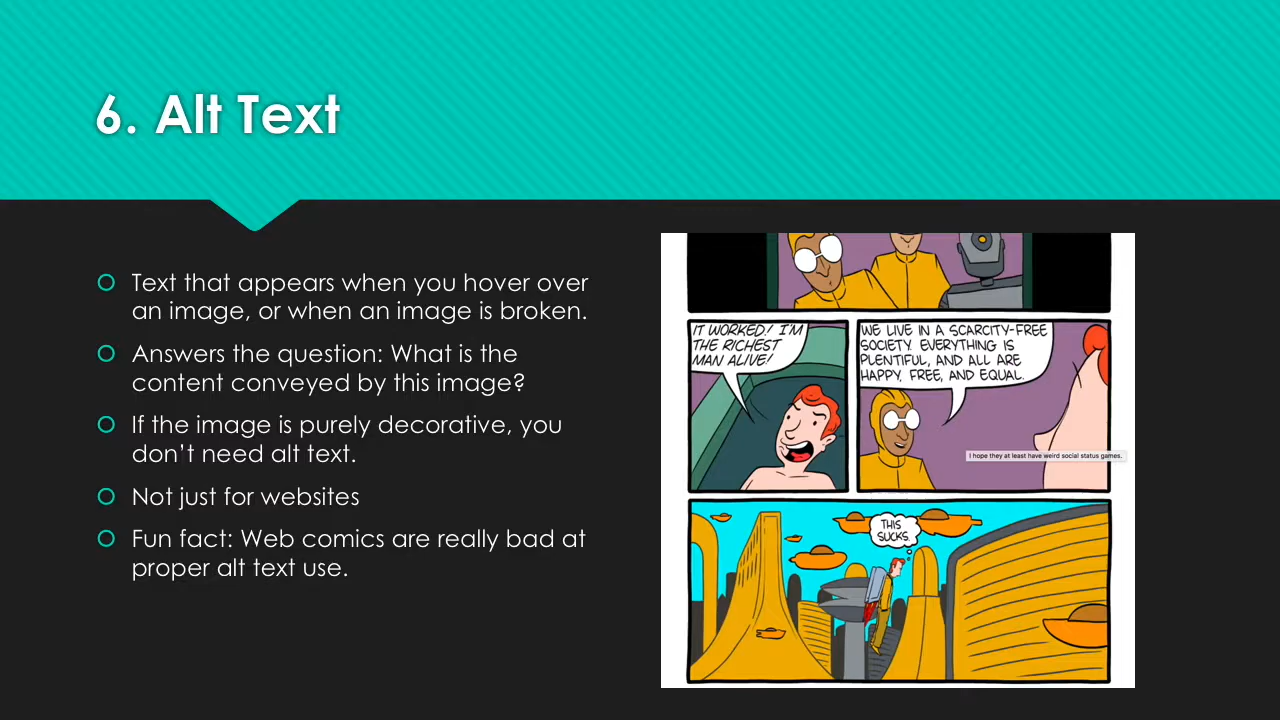 6. Alt Text
Text that appears when you hover over
an image, or when an image is broken.
Answers the question: What is the
content conveyed by this image?
If the image is purely decorative, you
don’t need alt text.
Not just for websites
Fun fact: Web comics are really bad at
proper alt text use.
IT WORKED! I'M
THE RICHEST
MAN ALIVE!
WE LIVE IN A SCARCITY-FREE
SOCIETY. EVERYTHING IS
PLENTIFUL, AND ALL ARE
HAPPY, FREE, AND EQUAL.
I hope they at least have weird social status games.
THIS
SUCKS.